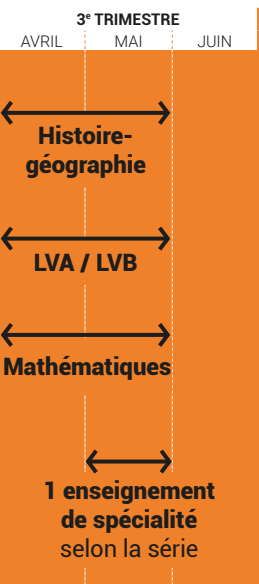 3e TRIMESTRE
AVRIL MAI JUIN
Histoire-
géographie
LVA / LVB
Mathématiques
1 enseignement
de spécialité
selon la série